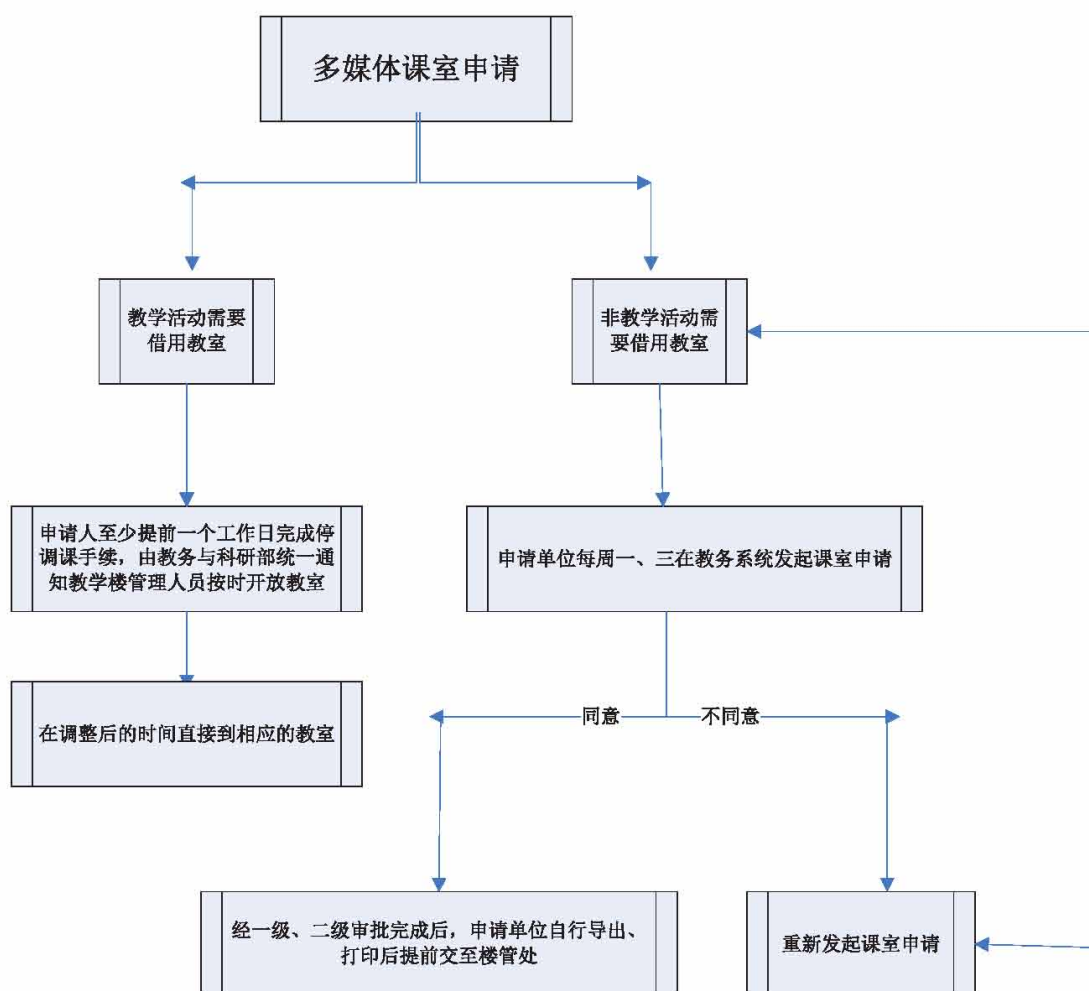 多媒体课室申请
教学活动需要
借用教室
非教学活动需
要借用教室
申请人至少提前一个工作日完成停
调课手续，由教务与科研部统一通
知教学楼管理人员按时开放教室
申请单位每周一、三在教务系统发起课室申请
在调整后的时间直接到相应的教室
同意
不同意
经一级、二级审批完成后，申请单位自行导出、
打印后提前交至楼管处
重新发起课室申请